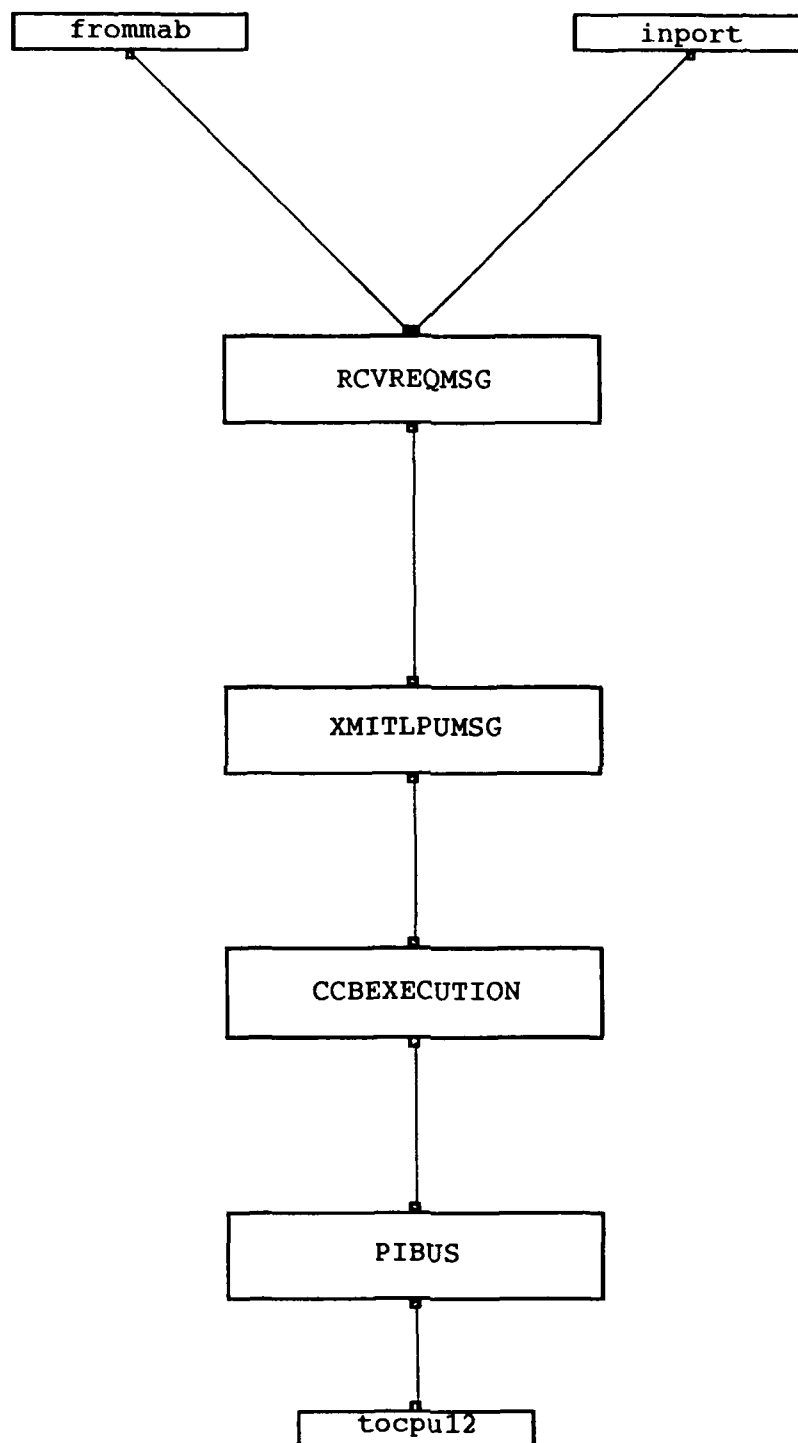 frommab
inport
RCVREQMSG
XMITLPUMSG
CCBEXECUTION
PIBUS
tocpu12